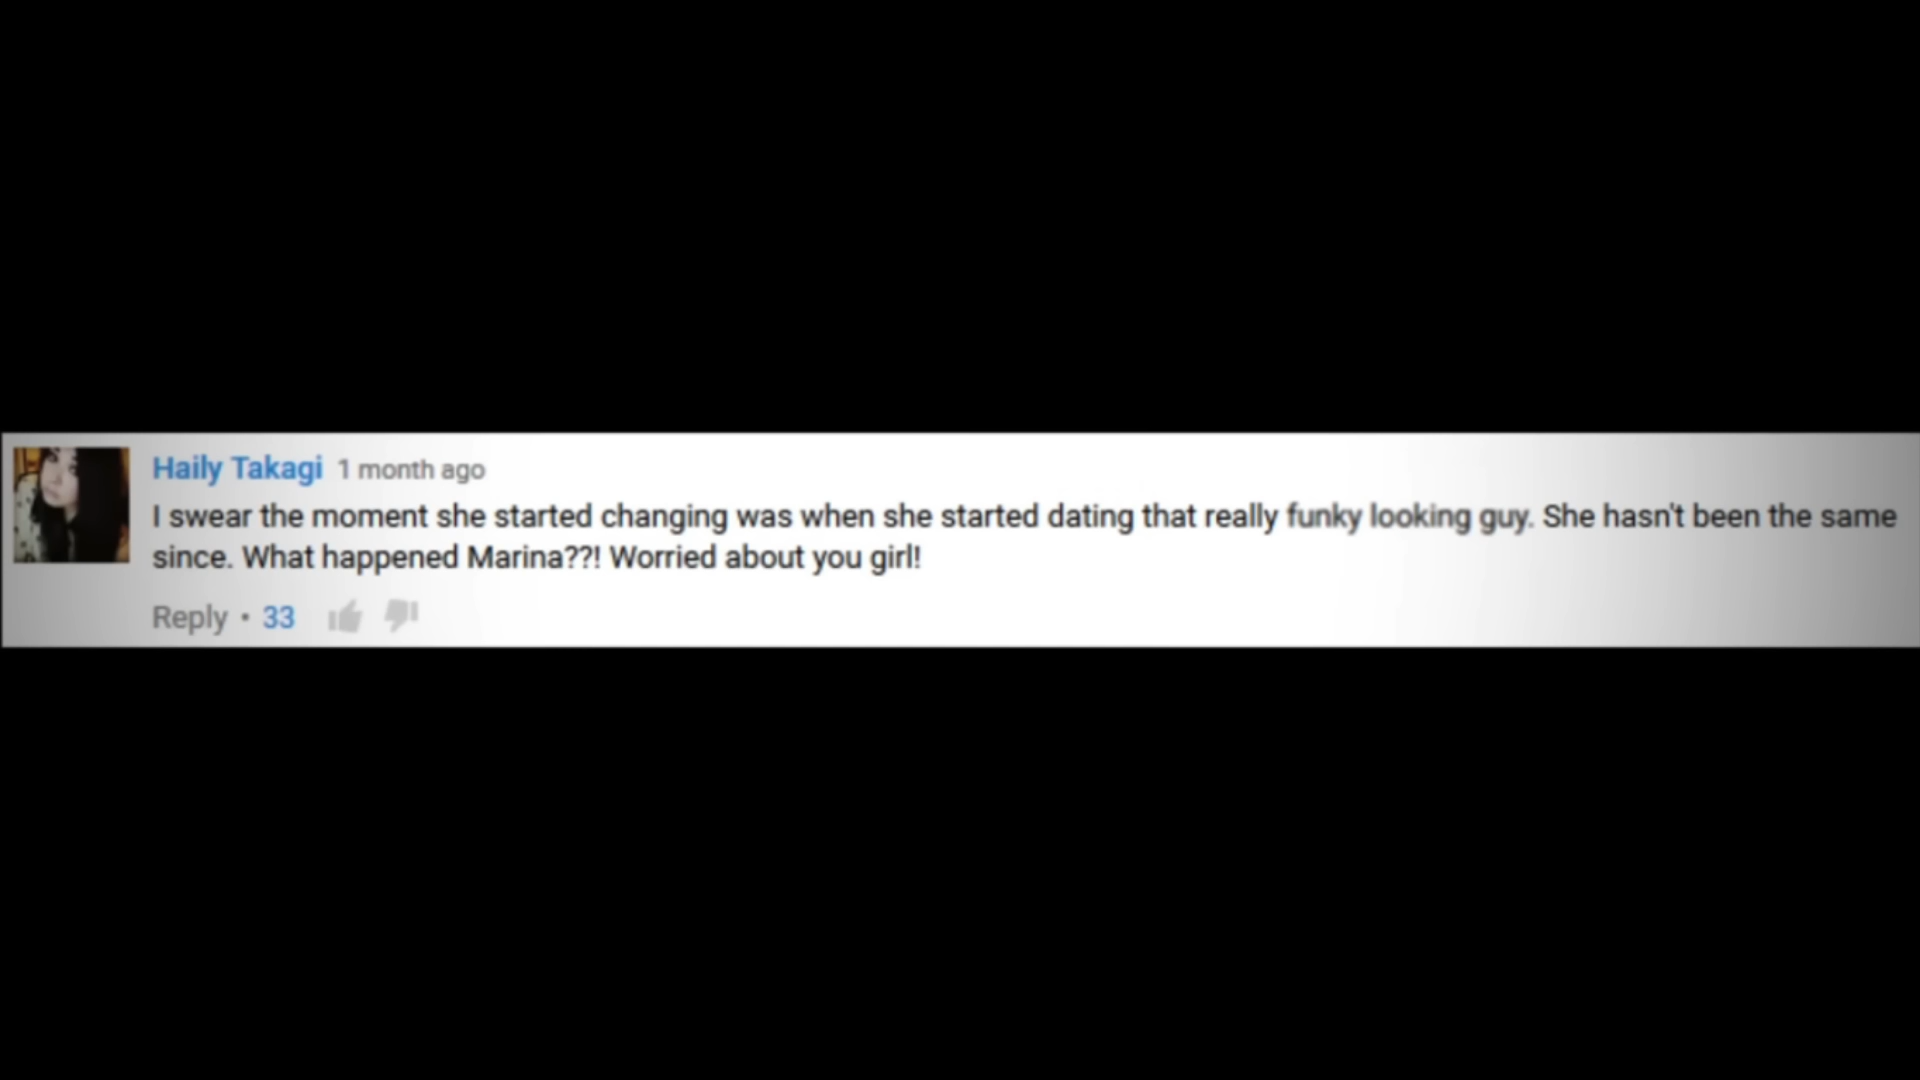 Haily Takagi 1 month ago
I swear the moment she started changing was when she started dating that really funky looking guy. She hasn't been the same
since. What happened Marina??! Worried about you girl!
Reply • 33